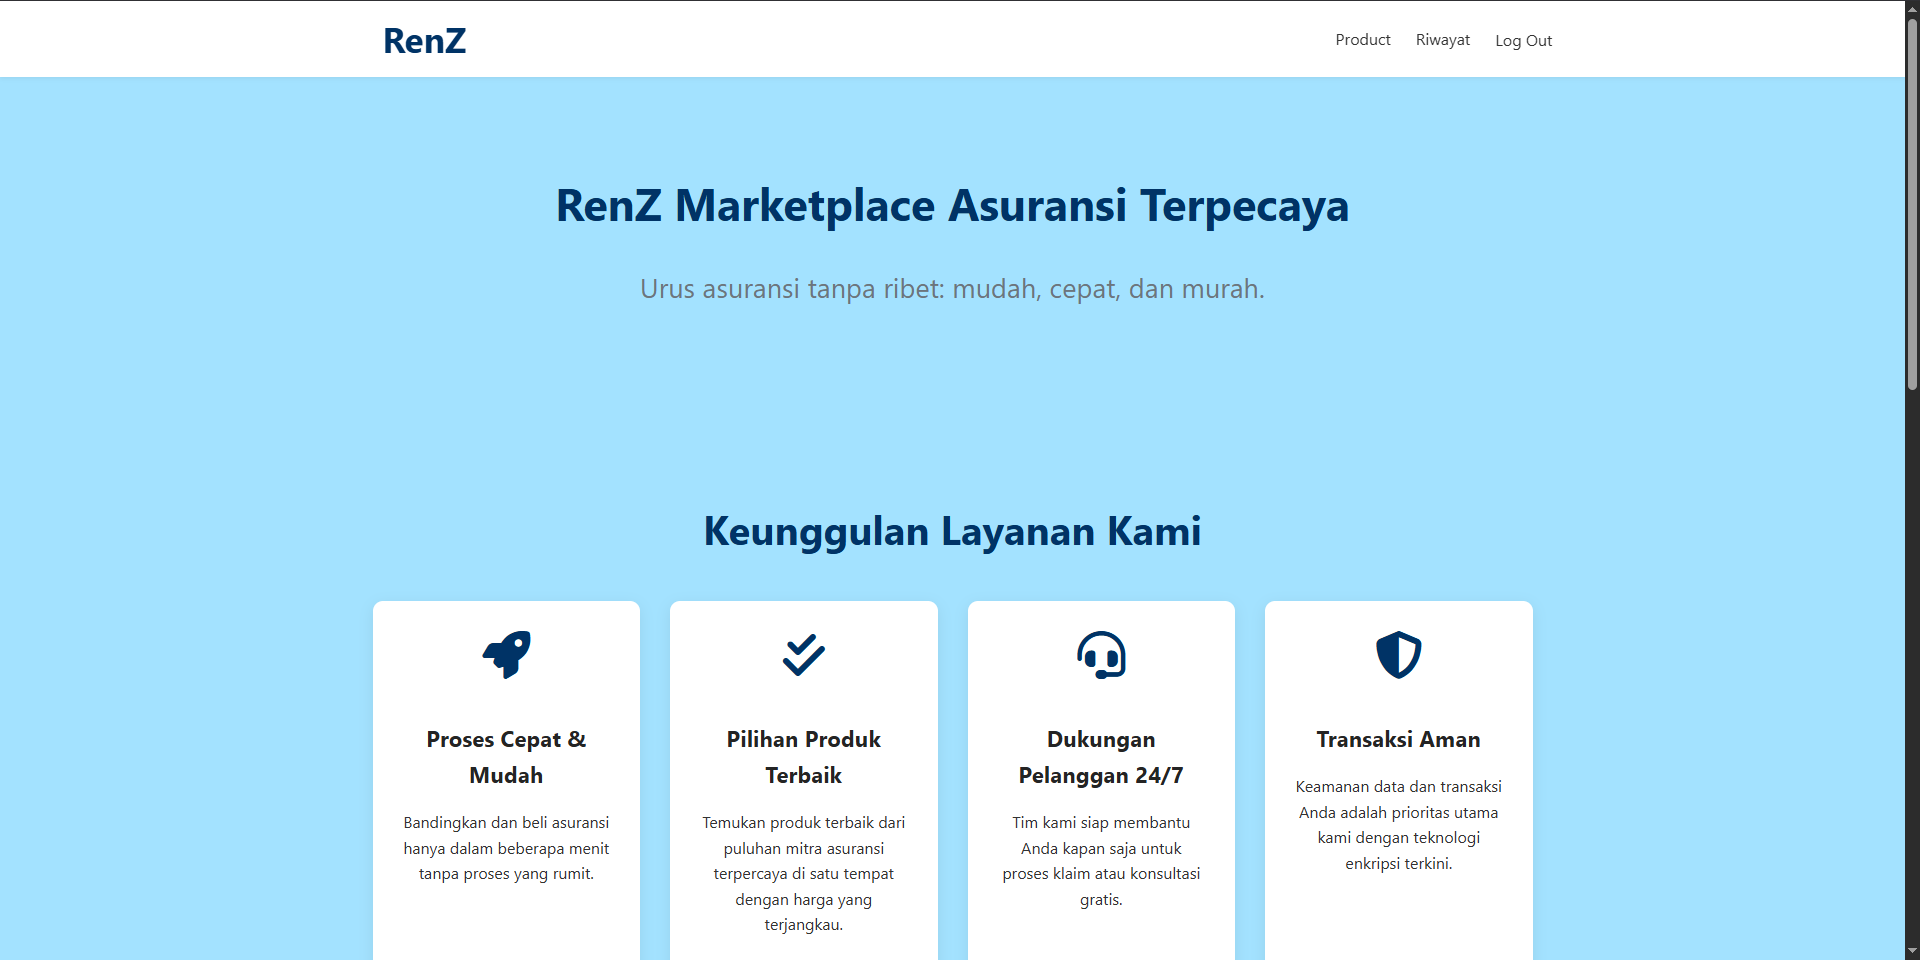 RenZ
Product Riwayat Log Out
RenZ Marketplace Asuransi Terpecaya
Urus asuransi tanpa ribet: mudah, cepat, dan murah.
Keunggulan Layanan Kami
Proses Cepat &
Mudah
Bandingkan dan beli asuransi
hanya dalam beberapa menit
tanpa proses yang rumit.
Pilihan Produk
Terbaik
Temukan produk terbaik dari
puluhan mitra asuransi
terpercaya di satu tempat
dengan harga yang
terjangkau.
Dukungan
Pelanggan 24/7
Tim kami siap membantu
Anda kapan saja untuk
proses klaim atau konsultasi
gratis.
Transaksi Aman
Keamanan data dan transaksi
Anda adalah prioritas utama
kami dengan teknologi
enkripsi terkini.